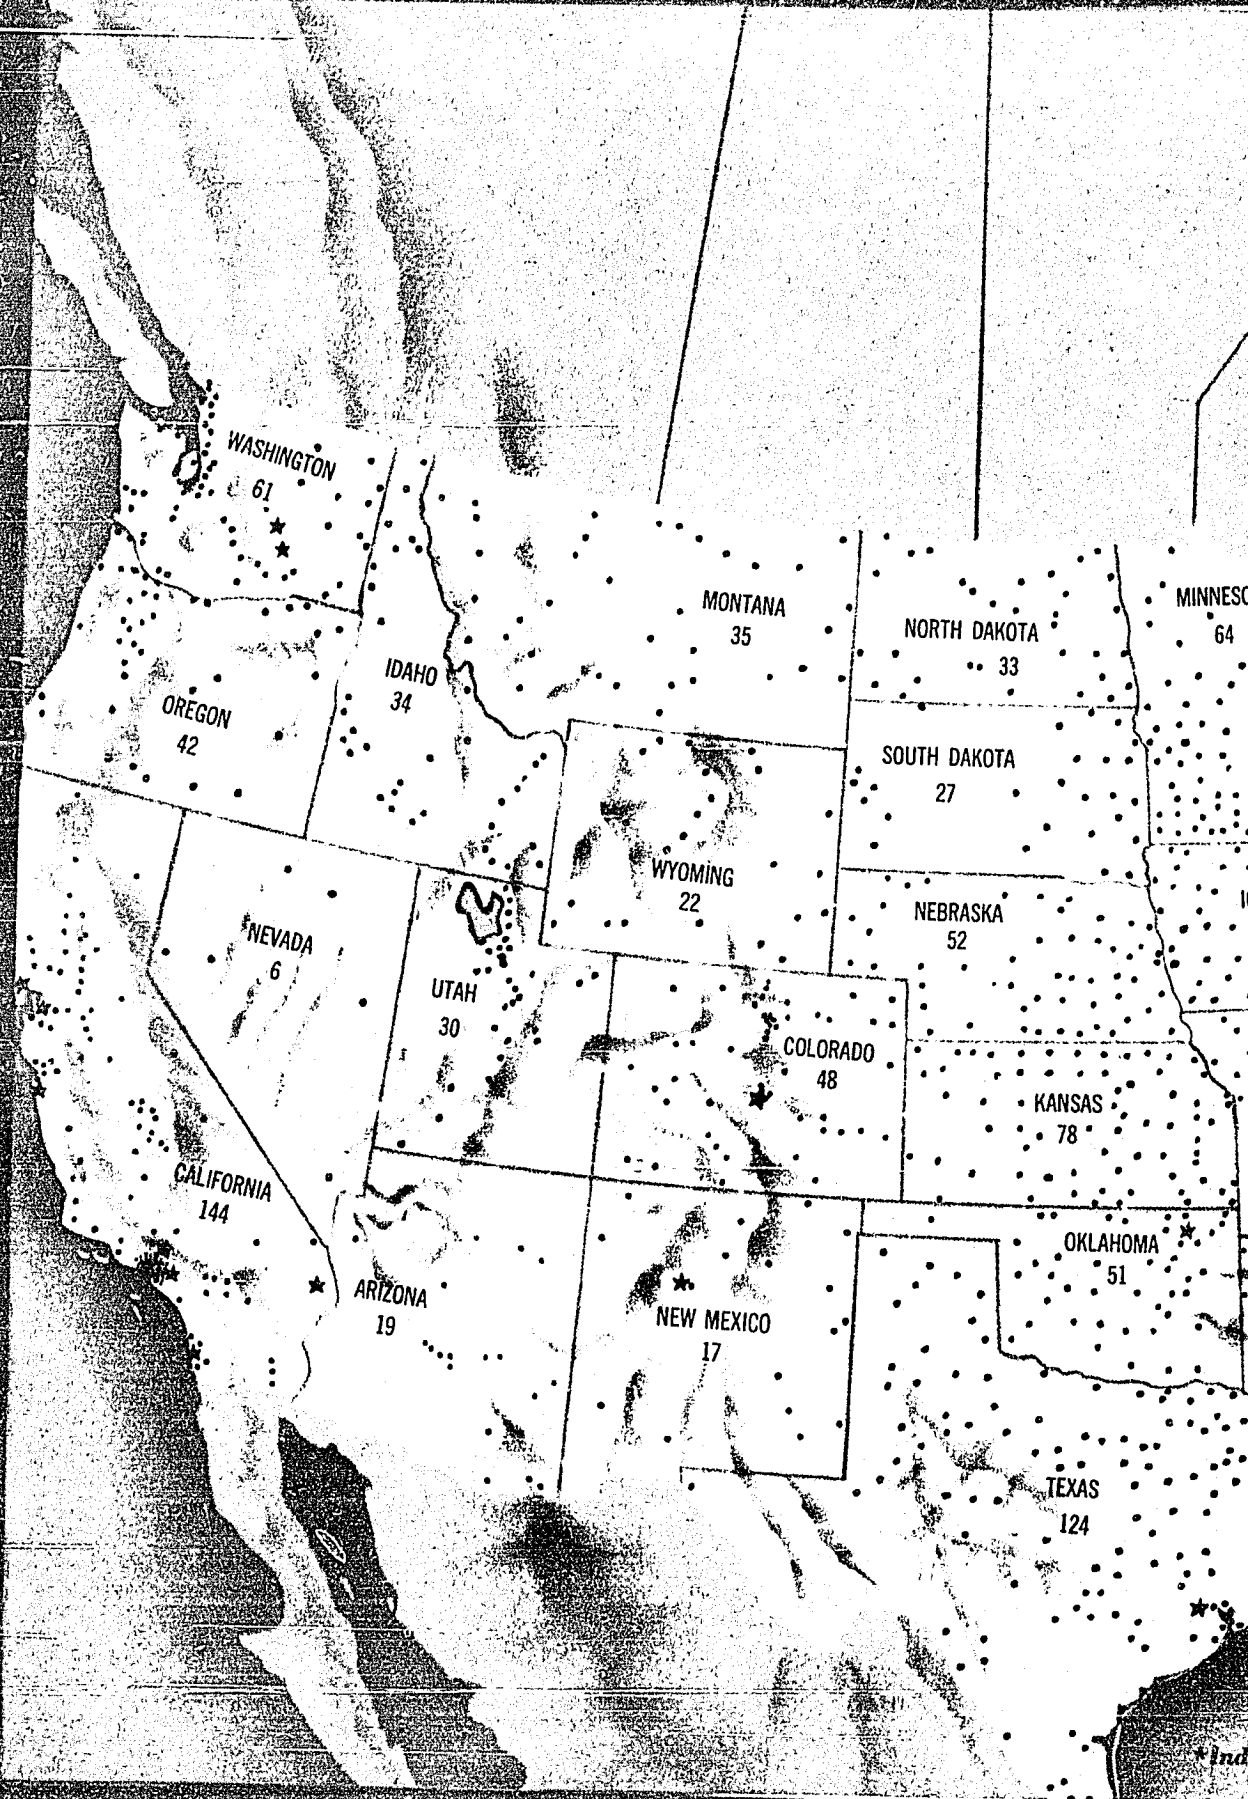 WASHINGTON
61
MONTANA
35
NORTH DAKOTA
33
MINNESO
64
IDAHO
34
OREGON
42
SOUTH DAKOTA
27
WYOMING
22
NEBRASKA
52
NEVADA
6
UTAH
30
COLORADO
48
KANSAS
78
CALIFORNIA
144
OKLAHOMA
51
ARIZONA
19
NEW MEXICO
17
TEXAS
124
*Ind